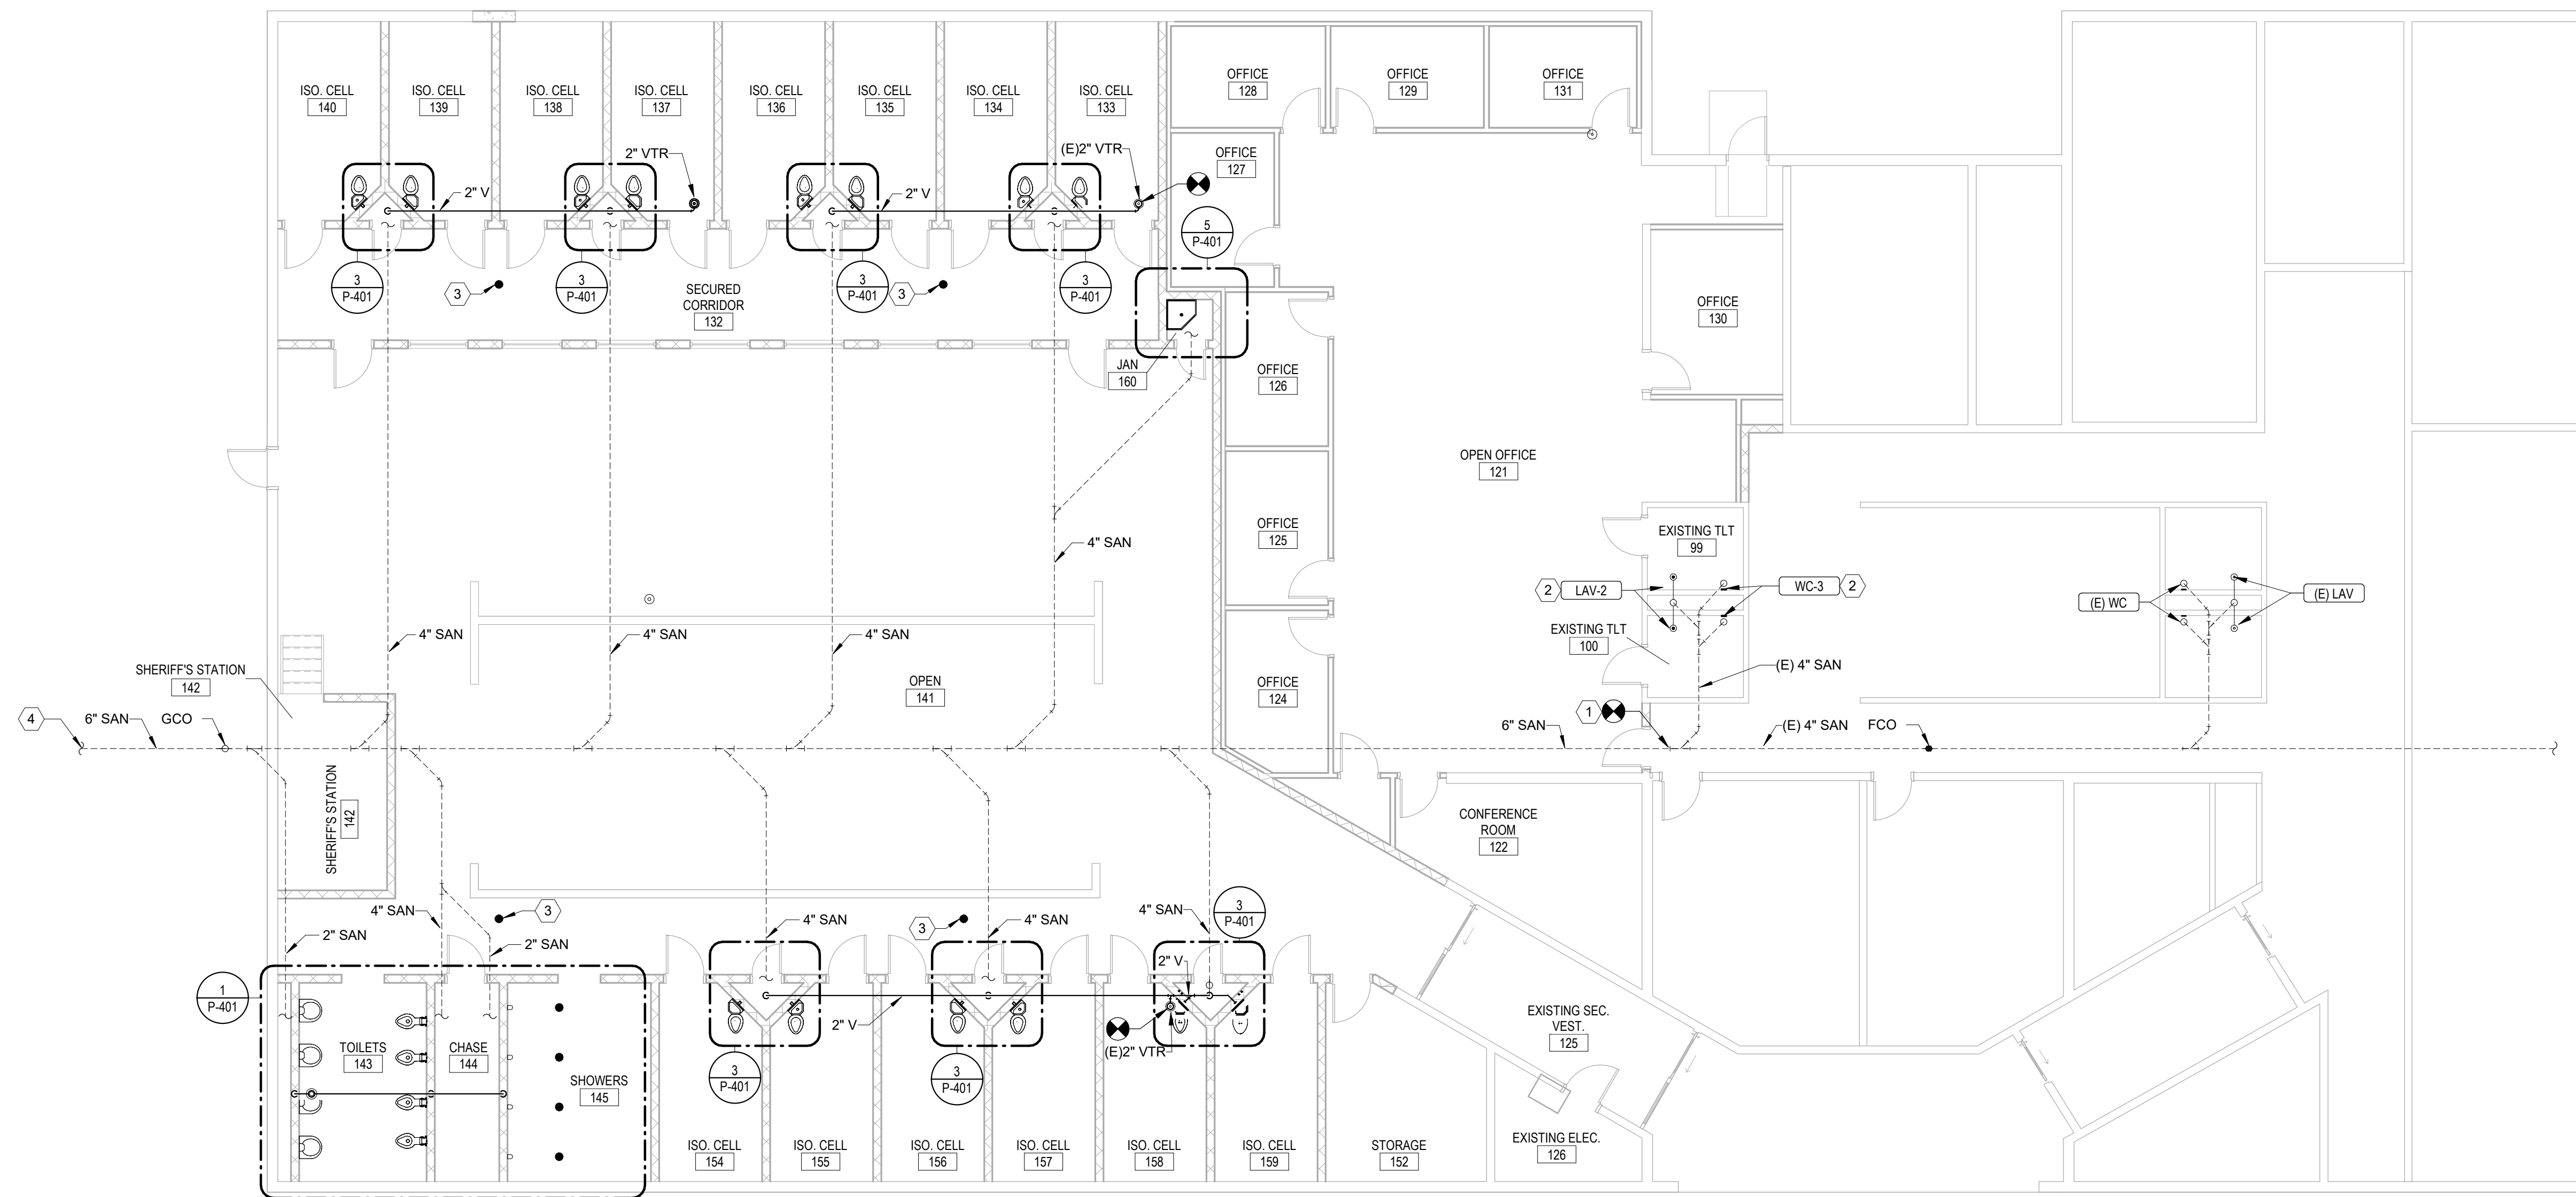 OFFICE
128
OFFICE
129
OFFICE
131
ISO. CELL
140
ISO. CELL
139
ISO. CELL
138
ISO. CELL
137
ISO. CELL
136
ISO. CELL
135
ISO. CELL
134
ISO. CELL
133
2" VTR
(E)2" VTR
OFFICE
127
2" V
2" V
5
P-401
3
P-401
3
3
P-401
SECURED
CORRIDOR
132
3
P-401
3
3
P-401
OFFICE
130
JAN
160
OFFICE
126
OPEN OFFICE
121
OFFICE
125
4" SAN
EXISTING TLT
99
2
LAV-2
WC-3
2
(E) WC
(E) LAV
EXISTING TLT
100
4" SAN
4" SAN
4" SAN
(E) 4" SAN
SHERIFF'S STATION
142
OPEN
141
OFFICE
124
4
6" SAN
GCO
6" SAN
1
(E) 4" SAN
FCO
SHERIFF'S STATION
142
CONFERENCE
ROOM
122
4" SAN
3
2" SAN
2" SAN
4" SAN
3
4" SAN
4" SAN
3
P-401
2" V
1
P-401
2" V
(E)2" VTR
EXISTING SEC.
VEST.
125
TOILETS
143
CHASE
144
SHOWERS
145
3
P-401
3
P-401
ISO. CELL
154
ISO. CELL
155
ISO. CELL
156
ISO. CELL
157
ISO. CELL
158
ISO. CELL
159
STORAGE
152
EXISTING ELEC.
126